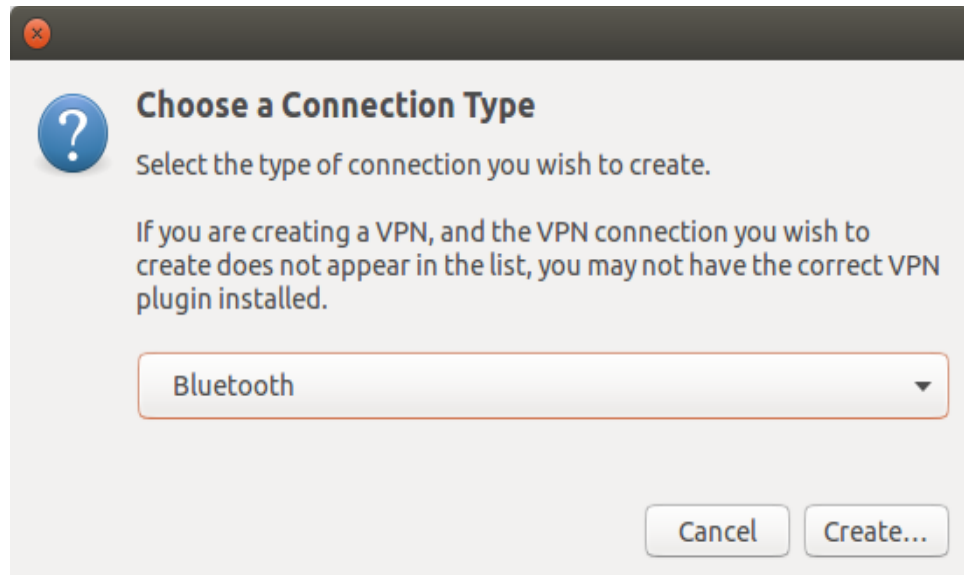 Choose a Connection Type
Select the type of connection you wish to create.
If you are creating a VPN, and the VPN connection you wish to
create does not appear in the list, you may not have the correct VPN
plugin installed.
Bluetooth
Cancel Create...